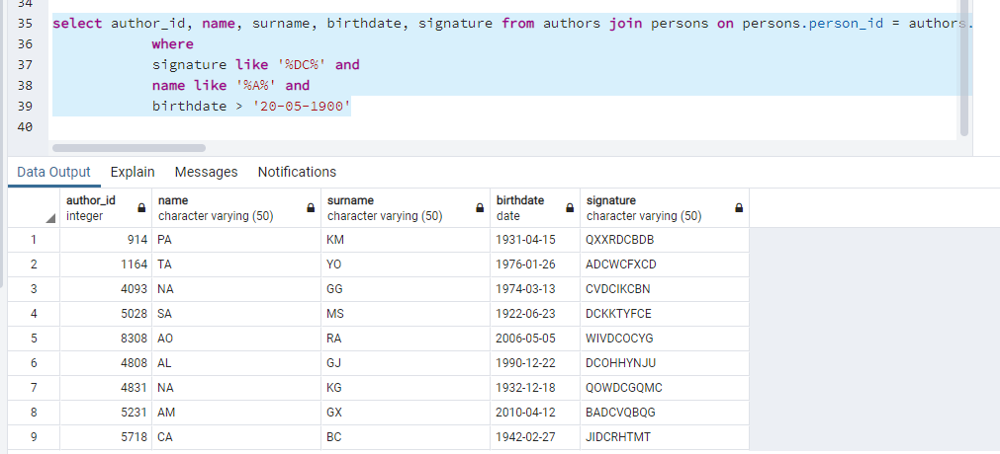 34
35 select author_id, name, surname, birthdate, signature from authors join persons on persons.person_id = authors.
36 where
37 signature like '%DC%' and
38 name like '%A%' and
39 birthdate > '20-05-1900'
40
Data Output Explain Messages Notifications
author_id name surname birthdate signature
integer character varying (50) character varying (50) date character varying (50)
1 914 PA KM 1931-04-15 QXXRDCBDB
2 1164 TA YO 1976-01-26 ADCWCFXCD
3 4093 NA GG 1974-03-13 CVDCIKCBN
4 5028 SA MS 1922-06-23 DCKKTYFCE
5 8308 AO RA 2006-05-05 WIVDCOCYG
6 4808 AL GJ 1990-12-22 DCOHHYNJU
7 4831 NA KG 1932-12-18 QOWDCGQMC
8 5231 AM GX 2010-04-12 BADCVQBQG
9 5718 CA BC 1942-02-27 JIDCRHTMT